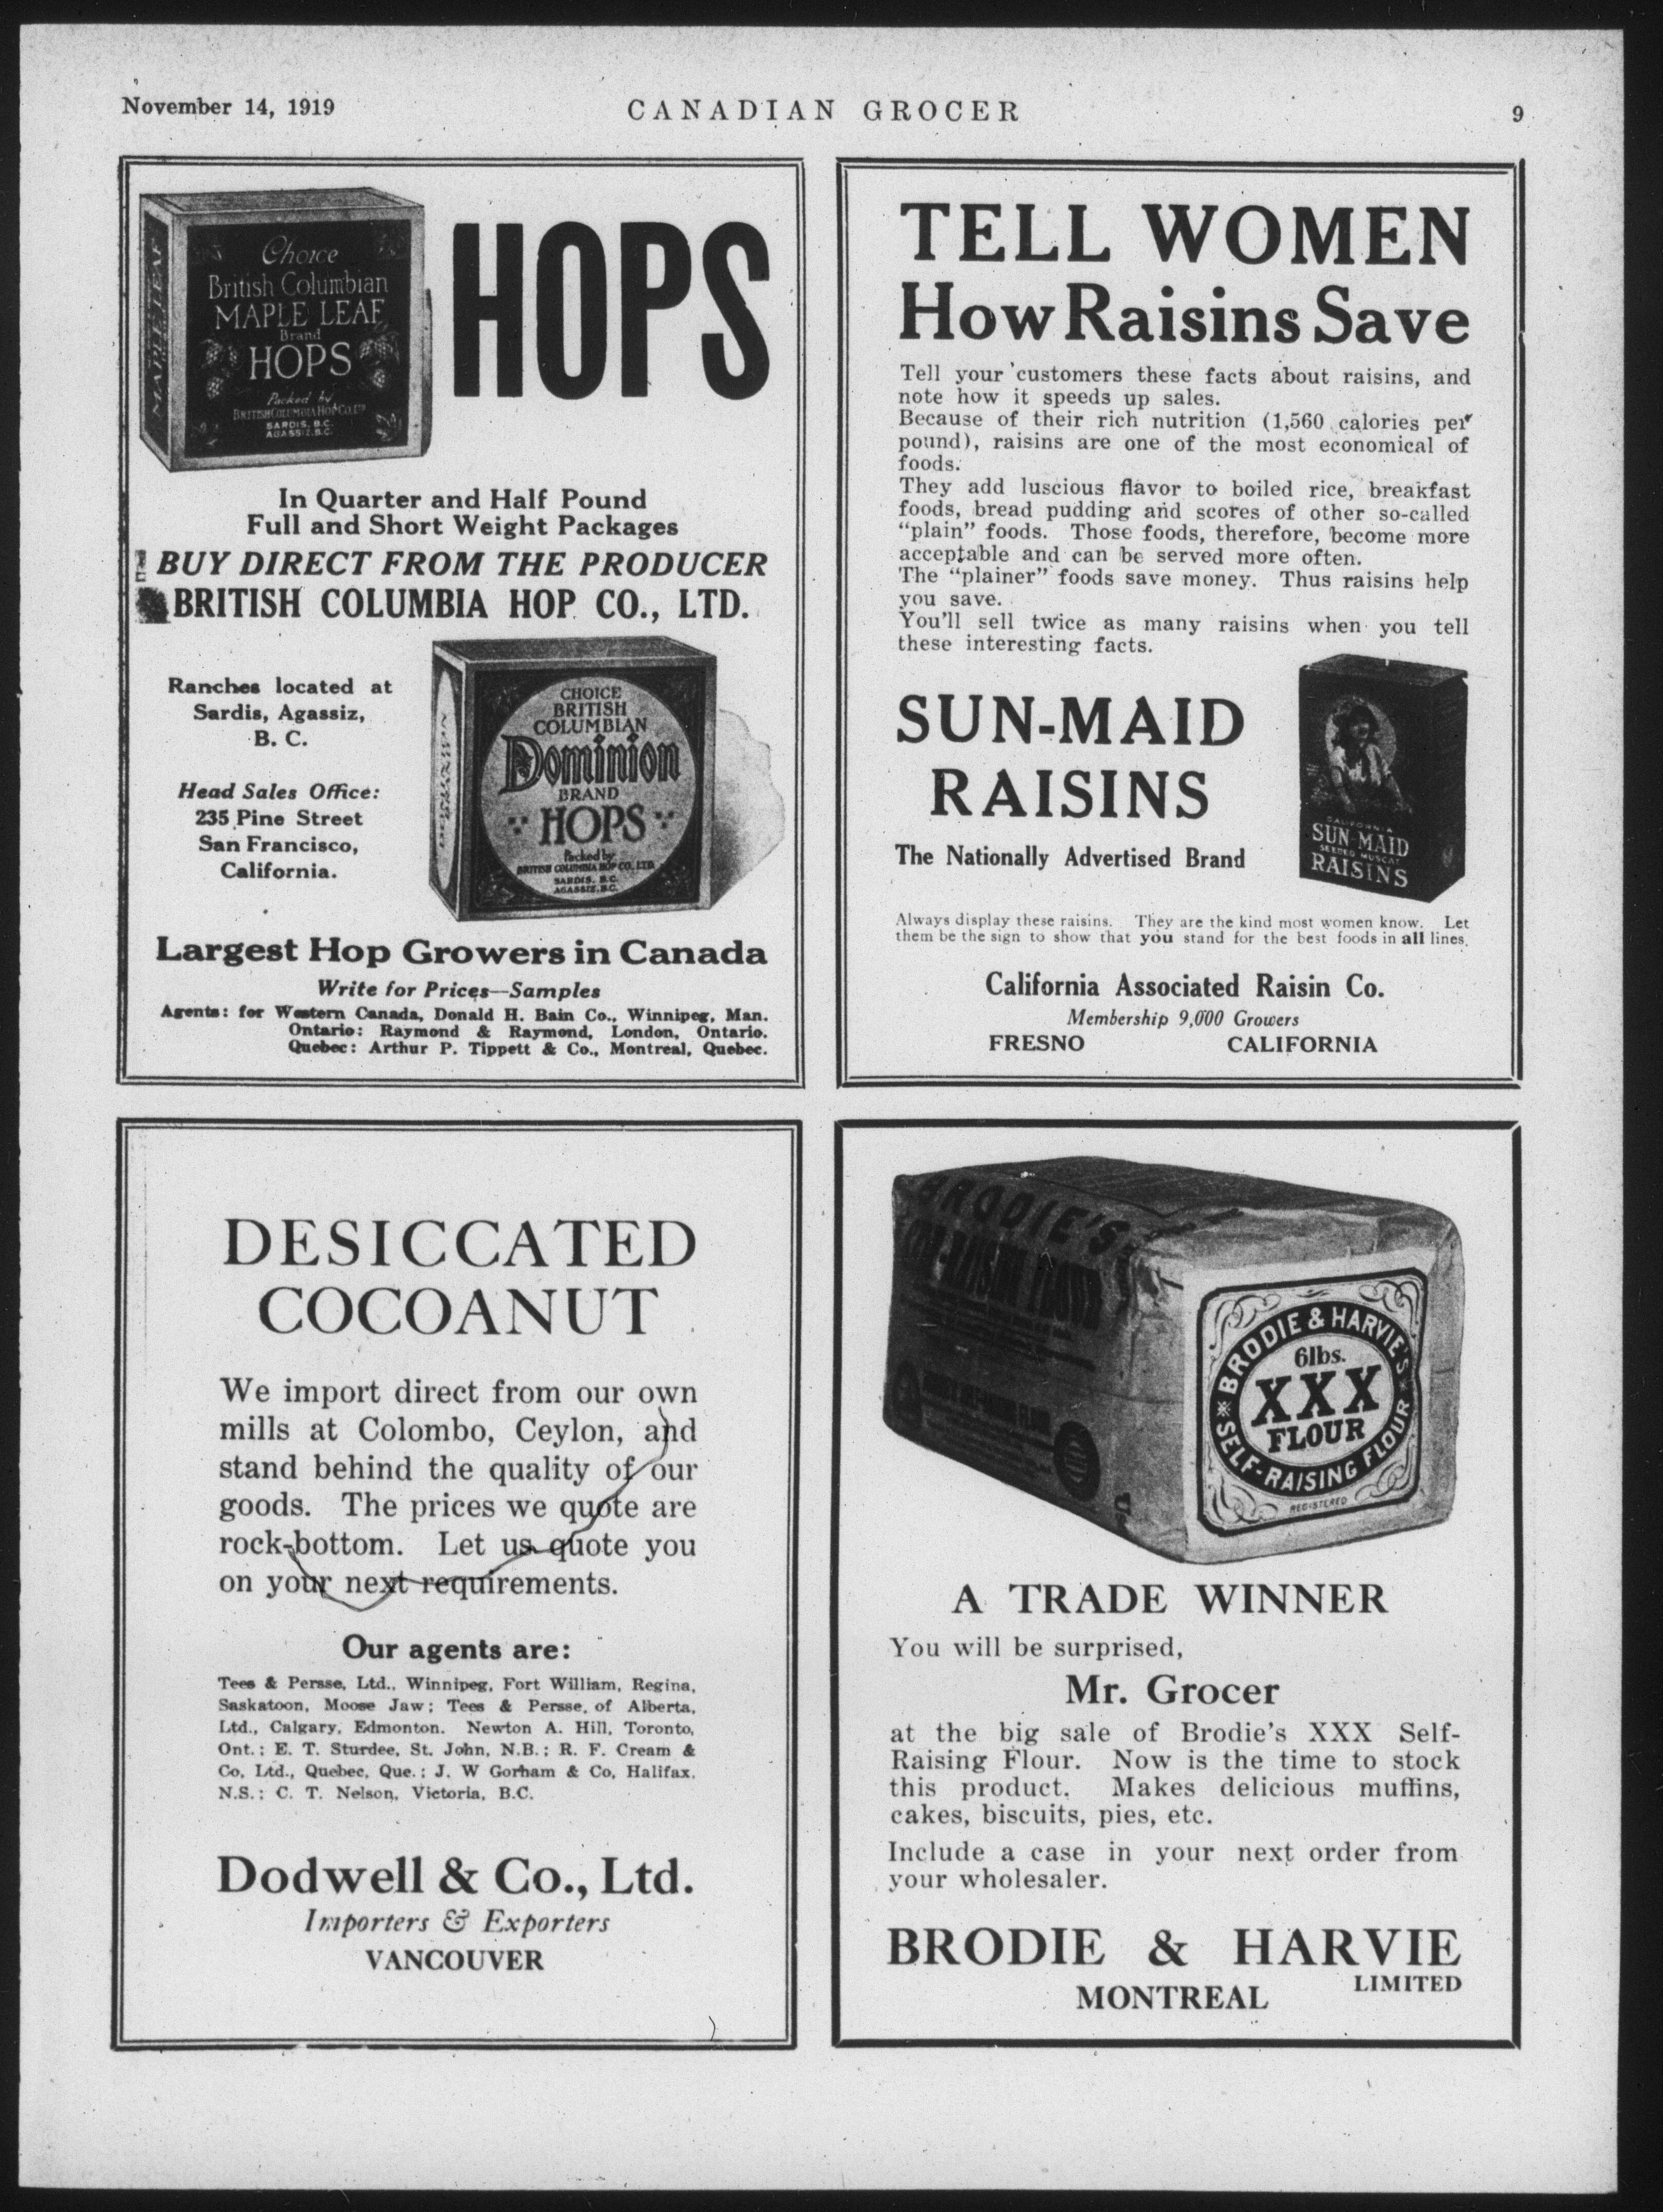 November 14, 1919
CANADIAN GROCER
9
Choice
British Columbian
MAPLE LEAF
Brand
HOPS
Packed by
BRITISH COLUMBIA HOP CO. LTD
SARDIS, B.C.
AGASSIZ, B.C.
MAPLE LEAF
HOPS
In Quarter and Half Pound
Full and Short Weight Packages
BUY DIRECT FROM THE PRODUCER
BRITISH COLUMBIA HOP CO., LTD.
Ranches located at
Sardis, Agassiz,
B. C.
Head Sales Office:
235 Pine Street
San Francisco,
California.
CHOICE
BRITISH
COLUMBIAN
Dominion
BRAND
HOPS
Packed by
BRITISH COLUMBIA HOP CO. LTD.
SARDIS, B.C.
AGASSIZ, B.C.
Largest Hop Growers in Canada
Write for Prices—Samples
Agents: for Western Canada, Donald H. Bain Co., Winnipeg, Man.
Ontario: Raymond & Raymond, London, Ontario.
Quebec: Arthur P. Tippett & Co., Montreal, Quebec.
TELL WOMEN
How Raisins Save
Tell your customers these facts about raisins, and
note how it speeds up sales.
Because of their rich nutrition (1,560 calories per
pound), raisins are one of the most economical of
foods.
They add luscious flavor to boiled rice, breakfast
foods, bread pudding and scores of other so-called
"plain" foods. Those foods, therefore, become more
acceptable and can be served more often.
The "plainer" foods save money. Thus raisins help
you save.
You'll sell twice as many raisins when you tell
these interesting facts.
SUN-MAID
RAISINS
The Nationally Advertised Brand
CALIFORNIA
SUN-MAID
SEEDED MUSCAT
RAISINS
Always display these raisins. They are the kind most women know. Let
them be the sign to show that you stand for the best foods in all lines.
California Associated Raisin Co.
Membership 9,000 Growers
FRESNO CALIFORNIA
DESICCATED
COCOANUT
We import direct from our own
mills at Colombo, Ceylon, and
stand behind the quality of our
goods. The prices we quote are
rock-bottom. Let us quote you
on your next requirements.
Our agents are:
Tees & Persse, Ltd., Winnipeg, Fort William, Regina,
Saskatoon, Moose Jaw; Tees & Persse, of Alberta,
Ltd., Calgary, Edmonton. Newton A. Hill, Toronto,
Ont.; E. T. Sturdee, St. John, N.B.; R. F. Cream &
Co, Ltd., Quebec, Que.; J. W Gorham & Co, Halifax,
N.S.; C. T. Nelson, Victoria, B.C.
Dodwell & Co., Ltd.
Importers & Exporters
VANCOUVER
BRODIE'S
BRODIE & HARVIE'S
6lbs.
XXX
FLOUR
SELF-RAISING FLOUR
REGISTERED
A TRADE WINNER
You will be surprised,
Mr. Grocer
at the big sale of Brodie's XXX Self-
Raising Flour. Now is the time to stock
this product. Makes delicious muffins,
cakes, biscuits, pies, etc.
Include a case in your next order from
your wholesaler.
BRODIE & HARVIE
LIMITED
MONTREAL